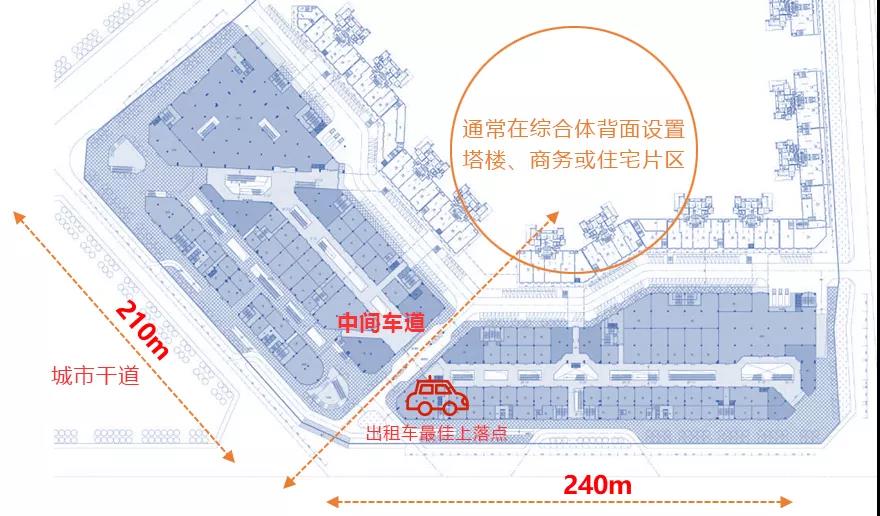 通常在综合体背面设置
塔楼、商务或住宅片区
210m
中间车道
城市干道
出租车最佳上落点
240m